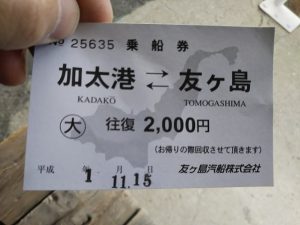 № 25635 乗船券
加太港 ⇄ 友ヶ島
KADAKŌ TOMOGASHIMA
大 往復 2,000円
(お帰りの際回収させて頂きます)
平成 年 月 日
1 11.15
友ヶ島汽船株式会社